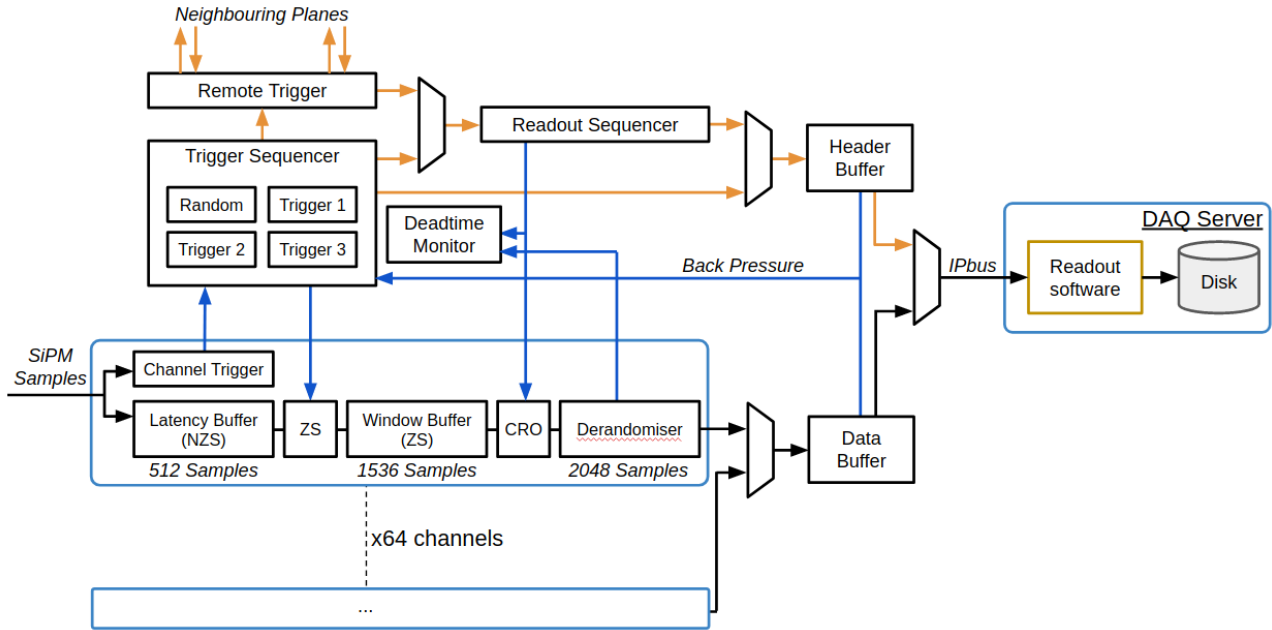 Neighbouring Planes
Remote Trigger
Readout Sequencer
Trigger Sequencer
Random
Trigger 1
Trigger 2
Trigger 3
Deadtime
Monitor
Header
Buffer
Back Pressure
IPbus
DAQ Server
Readout
software
Disk
SiPM
Samples
Channel Trigger
Latency Buffer
(NZS)
512 Samples
ZS
Window Buffer
(ZS)
1536 Samples
CRO
Derandomiser
2048 Samples
Data
Buffer
x64 channels
...